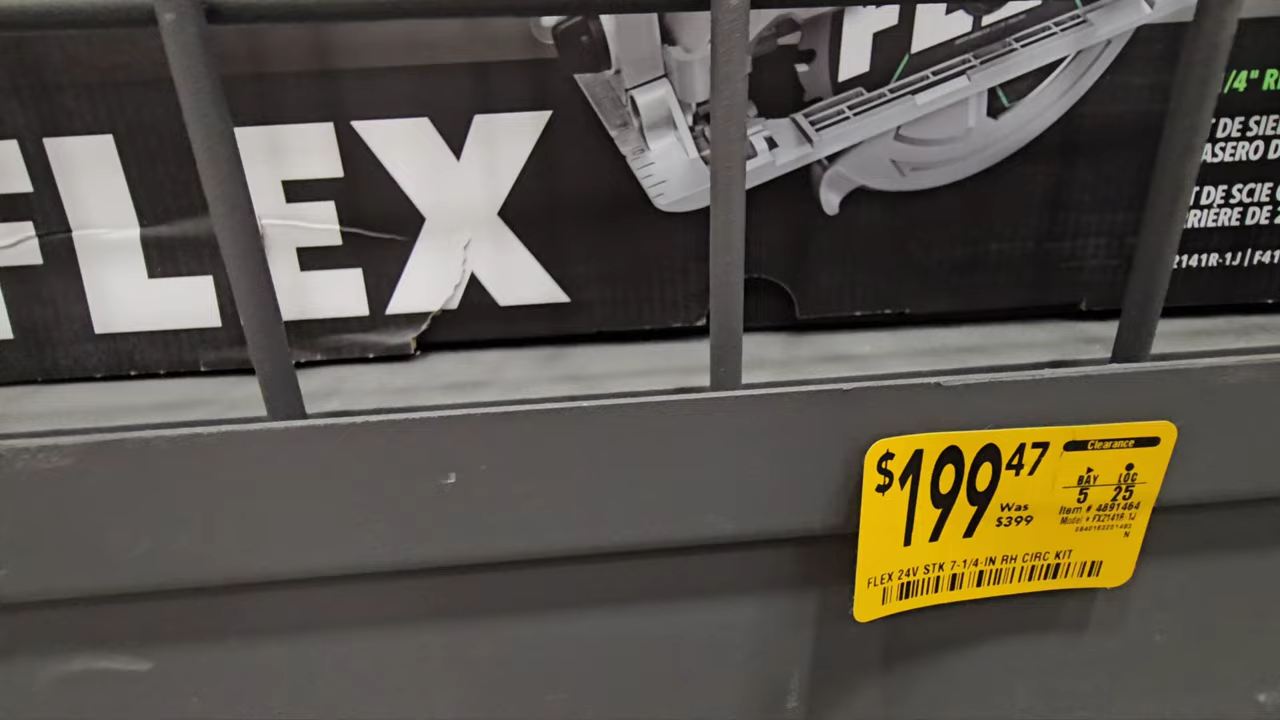 FLEX
FLEX
/4" R
DE SIE
ASERO D
DE SCIE
RIÈRE DE 2
2141R-1J | F41
$199 47
Was
$399
Clearance
BAY LOC
5 25
Item # 4891464
Model # FX2141R-1J
N
FLEX 24V STK 7-1/4-IN RH CIRC KIT